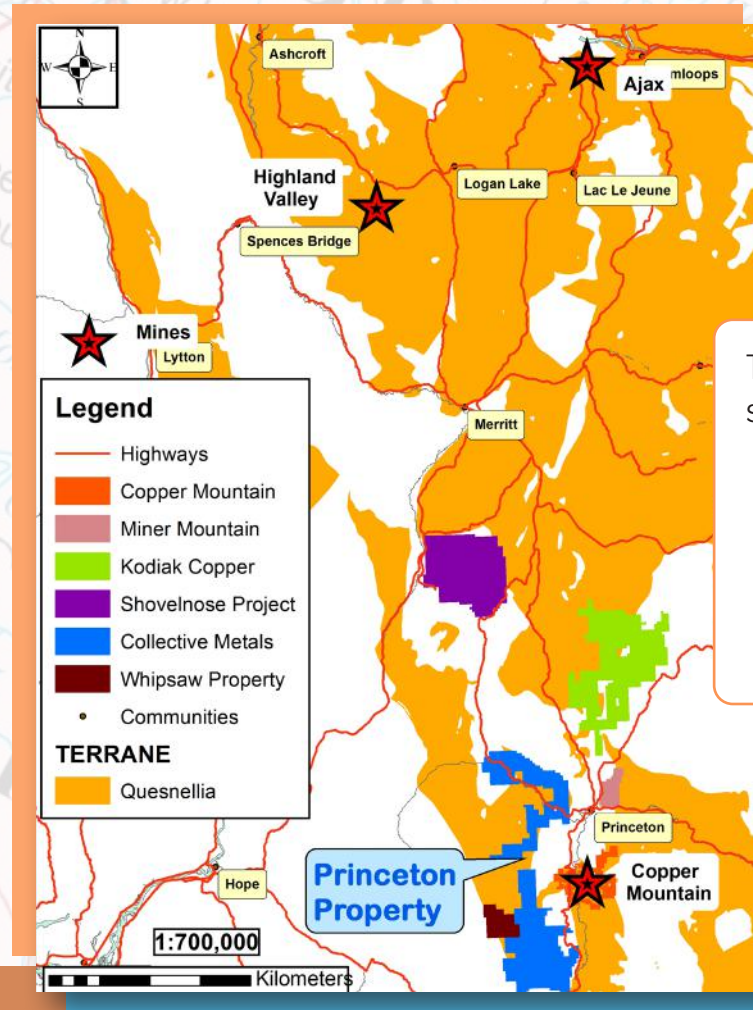 N
W E
S
Ashcroft
Ajax
mloops
Highland
Valley
Logan Lake
Lac Le Jeune
Spences Bridge
Mines
Lytton
Merritt
Legend
Highways
Copper Mountain
Miner Mountain
Kodiak Copper
Shovelnose Project
Collective Metals
Whipsaw Property
Communities
TERRANE
Quesnellia
Princeton
Hope
Princeton
Property
Copper
Mountain
1:700,000
Kilometers